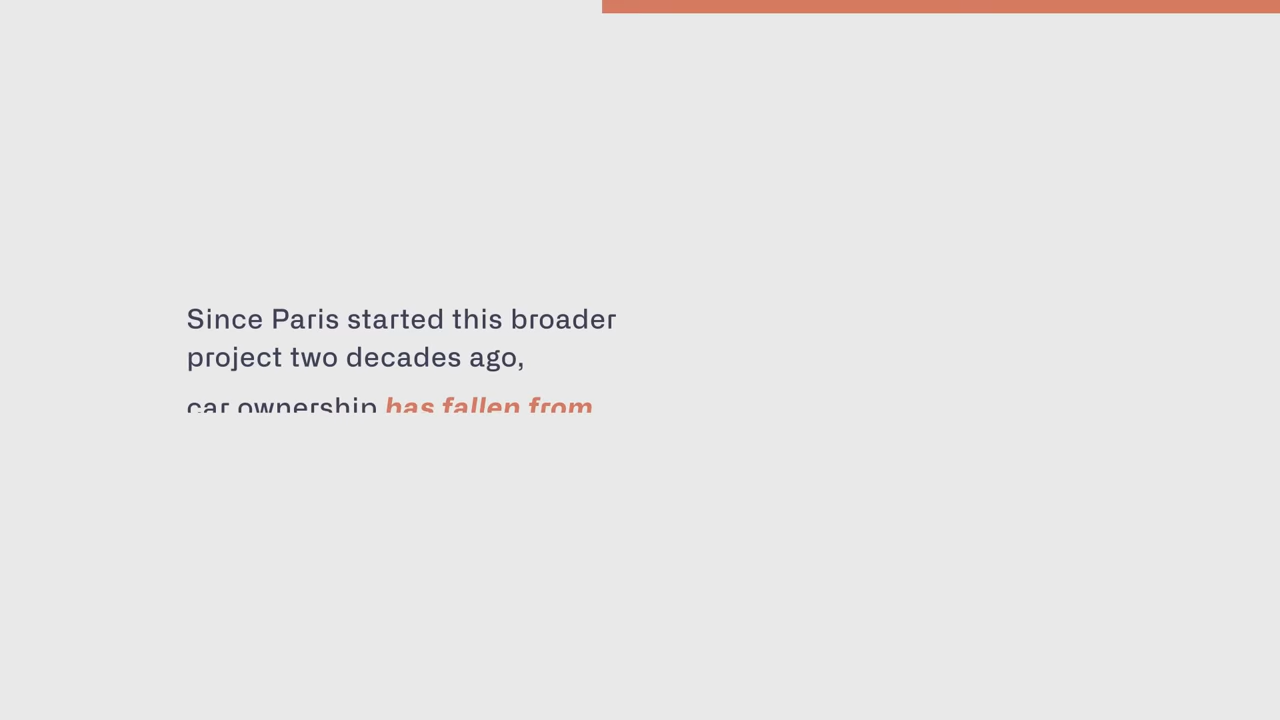 Since Paris started this broader
project two decades ago,
car ownership has fallen from